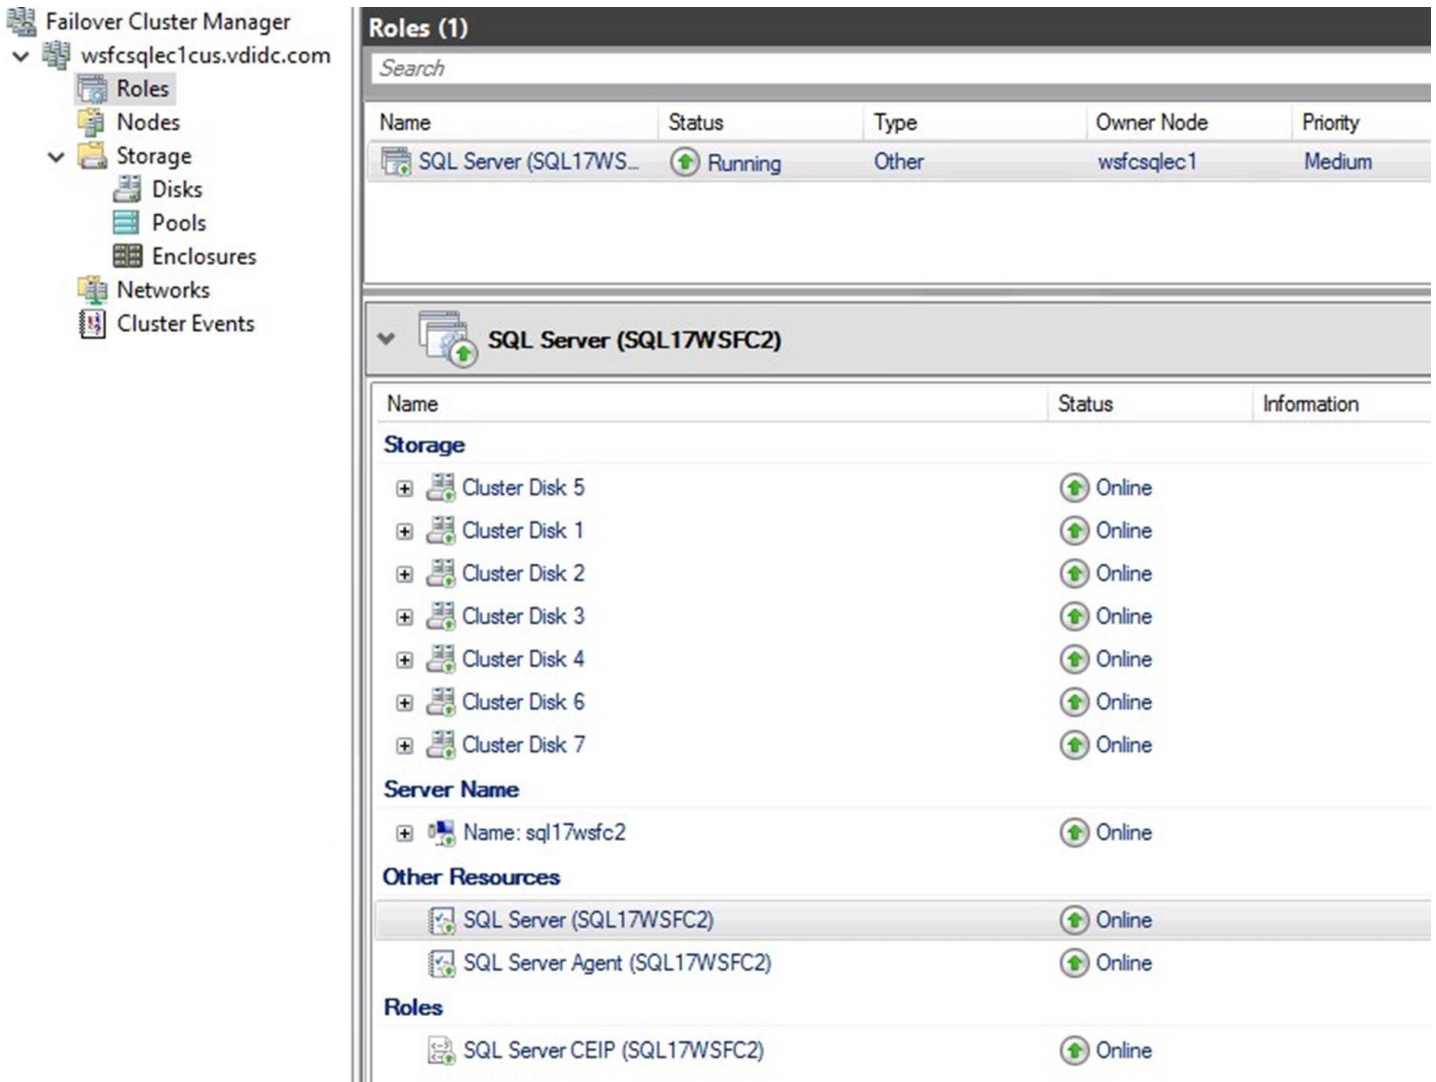 Failover Cluster Manager
wsfcsqlec1cus.vdidc.com
Roles
Nodes
Storage
Disks
Pools
Enclosures
Networks
Cluster Events
Roles (1)
Search
Name Status Type Owner Node Priority
SQL Server (SQL17WS... Running Other wsfcsqlec1 Medium
SQL Server (SQL17WSFC2)
Name Status Information
Storage
Cluster Disk 5 Online
Cluster Disk 1 Online
Cluster Disk 2 Online
Cluster Disk 3 Online
Cluster Disk 4 Online
Cluster Disk 6 Online
Cluster Disk 7 Online
Server Name
Name: sql17wsfc2 Online
Other Resources
SQL Server (SQL17WSFC2) Online
SQL Server Agent (SQL17WSFC2) Online
Roles
SQL Server CEIP (SQL17WSFC2) Online